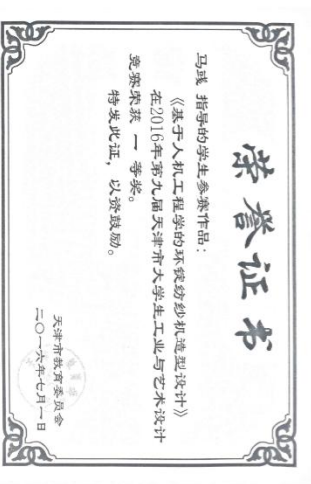 荣誉证书
马彧 指导的学生参赛作品：
《基于人机工程学的环锭纺纱机造型设计》
在2016年第九届天津市大学生工业与艺术设计
竞赛荣获 一 等奖。
特发此证，以资鼓励。
天津市教育委员会
二〇一六年七月一日